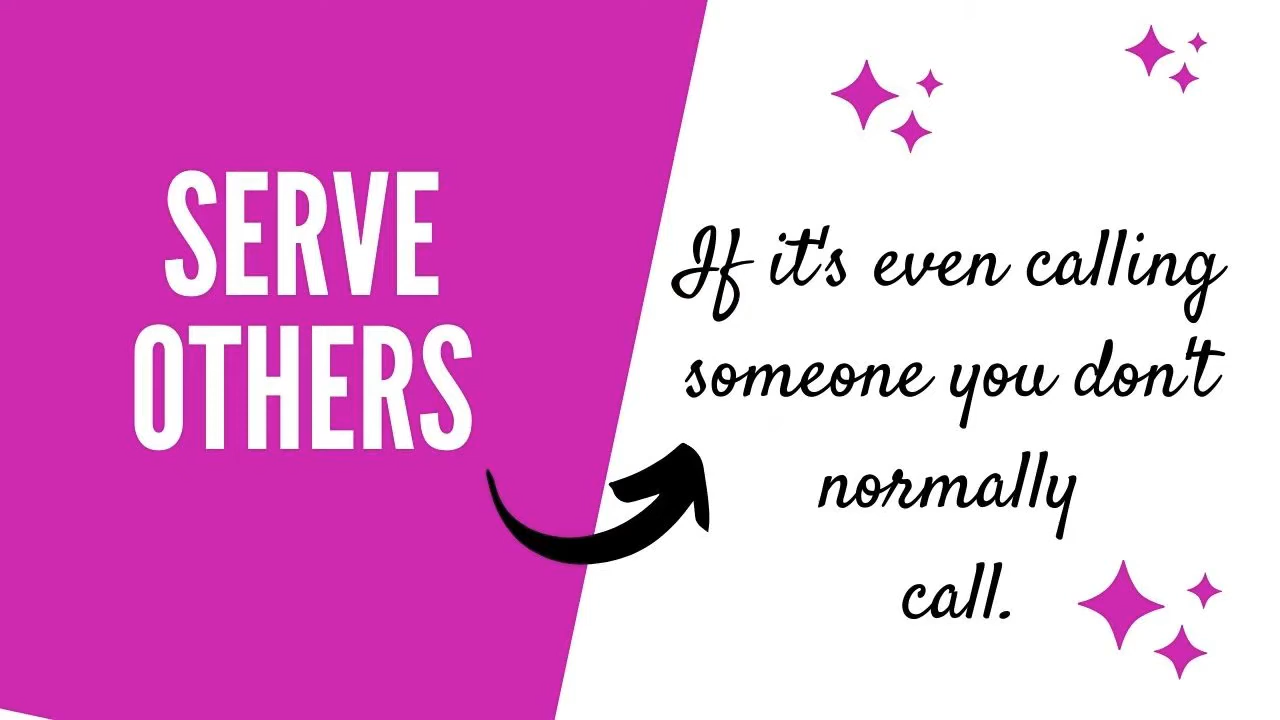 SERVE
OTHERS
If it's even calling
someone you don't
normally
call.